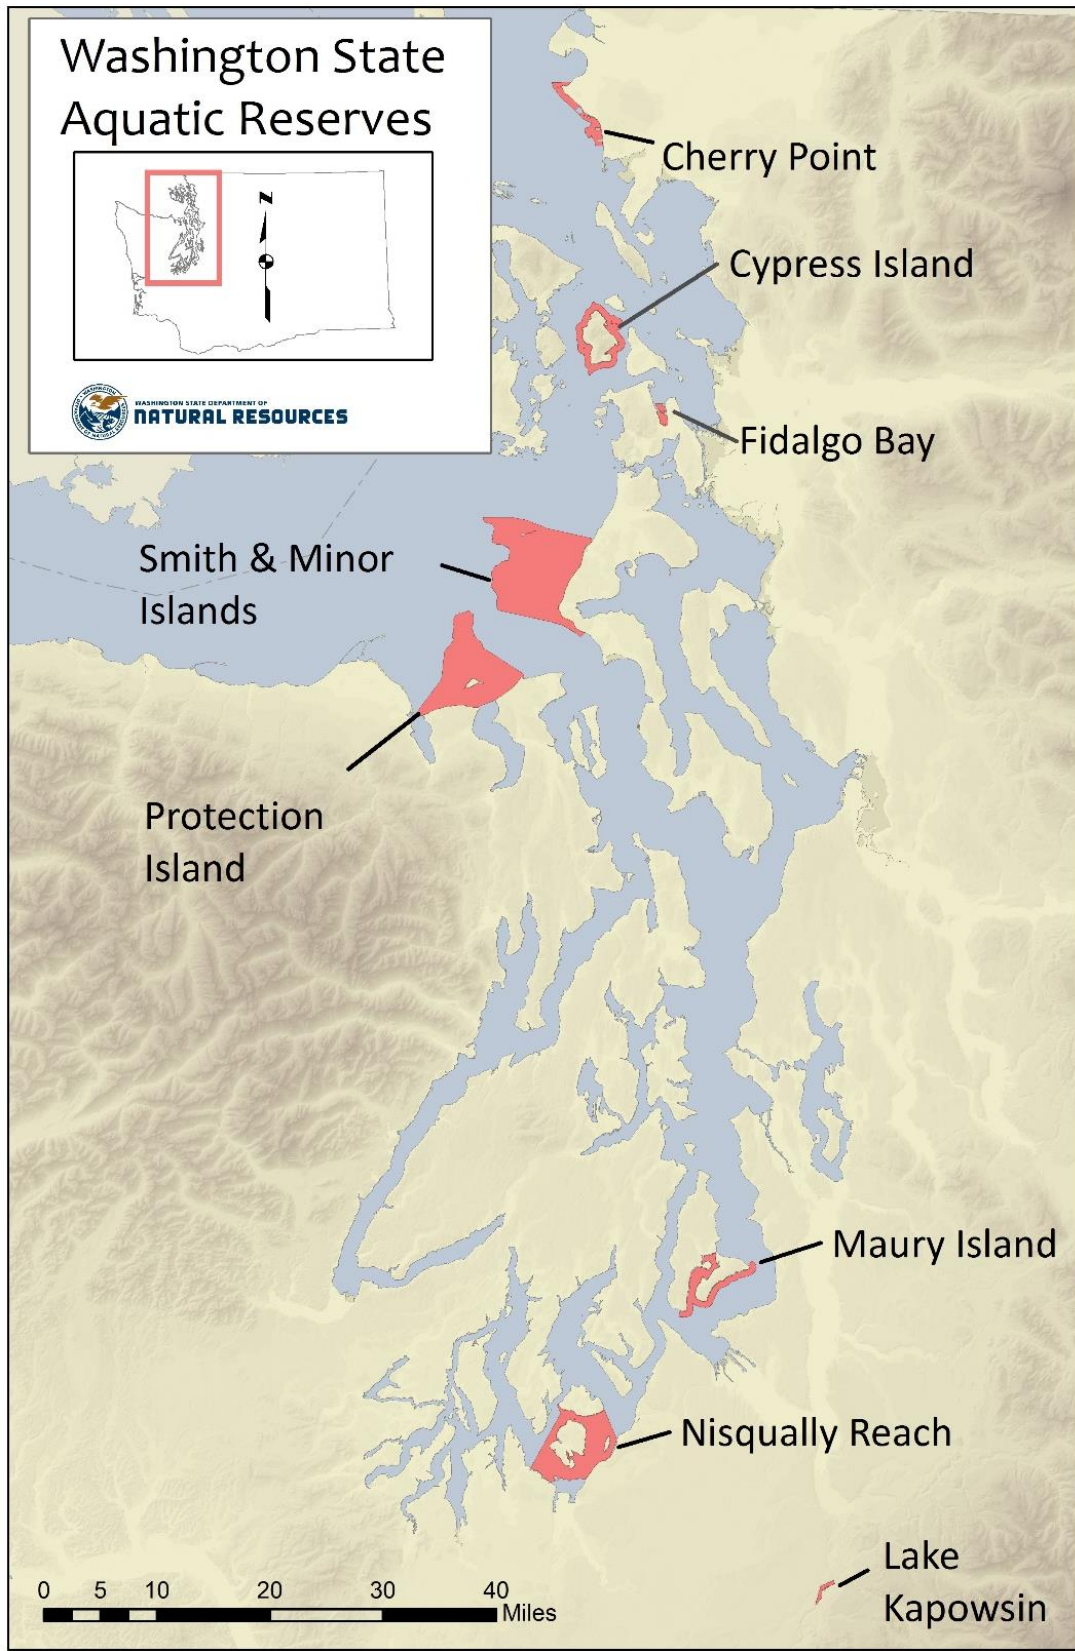 Washington State
Aquatic Reserves
N
WASHINGTON STATE DEPARTMENT OF
NATURAL RESOURCES
Cherry Point
Cypress Island
Fidalgo Bay
Smith & Minor
Islands
Protection
Island
Maury Island
Nisqually Reach
Lake
Kapowsin
0 5 10 20 30 40
Miles